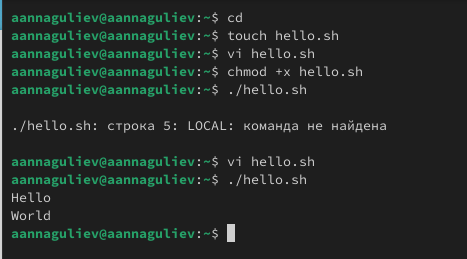 aannaguliev@aannaguliev:~$ cd
aannaguliev@aannaguliev:~$ touch hello.sh
aannaguliev@aannaguliev:~$ vi hello.sh
aannaguliev@aannaguliev:~$ chmod +x hello.sh
aannaguliev@aannaguliev:~$ ./hello.sh
./hello.sh: строка 5: LOCAL: команда не найдена
aannaguliev@aannaguliev:~$ vi hello.sh
aannaguliev@aannaguliev:~$ ./hello.sh
Hello
World
aannaguliev@aannaguliev:~$